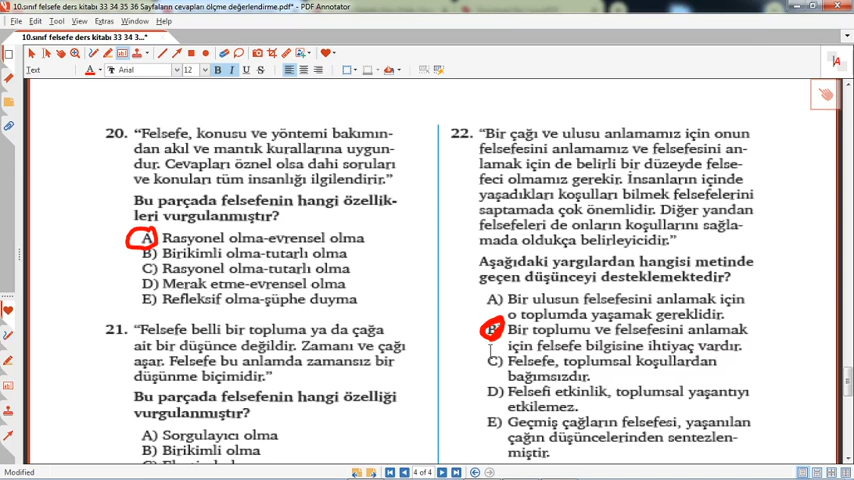 10.sınıf felsefe ders kitabı 33 34 35 36 Sayfaların cevapları ölçme değerlendirme.pdf* - PDF Annotator
File Edit Tool View Extras Window Help
10.sınıf felsefe ders kitabı 33 34 3...*
Text Arial 12 B I U S
20. “Felsefe, konusu ve yöntemi bakımın-
dan akıl ve mantık kurallarına uygun-
dur. Cevapları öznel olsa dahi soruları
ve konuları tüm insanlığı ilgilendirir.”
Bu parçada felsefenin hangi özellik-
leri vurgulanmıştır?
A) Rasyonel olma-evrensel olma
B) Birikimli olma-tutarlı olma
C) Rasyonel olma-tutarlı olma
D) Merak etme-evrensel olma
E) Refleksif olma-şüphe duyma
21. “Felsefe belli bir topluma ya da çağa
ait bir düşünce değildir. Zamanı ve çağı
aşar. Felsefe bu anlamda zamansız bir
düşünme biçimidir.”
Bu parçada felsefenin hangi özelliği
vurgulanmıştır?
A) Sorgulayıcı olma
B) Birikimli olma
22. “Bir çağı ve ulusu anlamamız için onun
felsefesini anlamamız ve felsefesini an-
lamak için de belirli bir düzeyde felse-
feci olmamız gerekir. İnsanların içinde
yaşadıkları koşulları bilmek felsefelerini
saptamada çok önemlidir. Diğer yandan
felsefeleri de onların koşullarını sağla-
mada oldukça belirleyicidir.”
Aşağıdaki yargılardan hangisi metinde
geçen düşünceyi desteklemektedir?
A) Bir ulusun felsefesini anlamak için
o toplumda yaşamak gereklidir.
B) Bir toplumu ve felsefesini anlamak
için felsefe bilgisine ihtiyaç vardır.
C) Felsefe, toplumsal koşullardan
bağımsızdır.
D) Felsefi etkinlik, toplumsal yaşantıyı
etkilemez.
E) Geçmiş çağların felsefesi, yaşanılan
çağın düşüncelerinden sentezlen-
miştir.
Modified 4 of 4